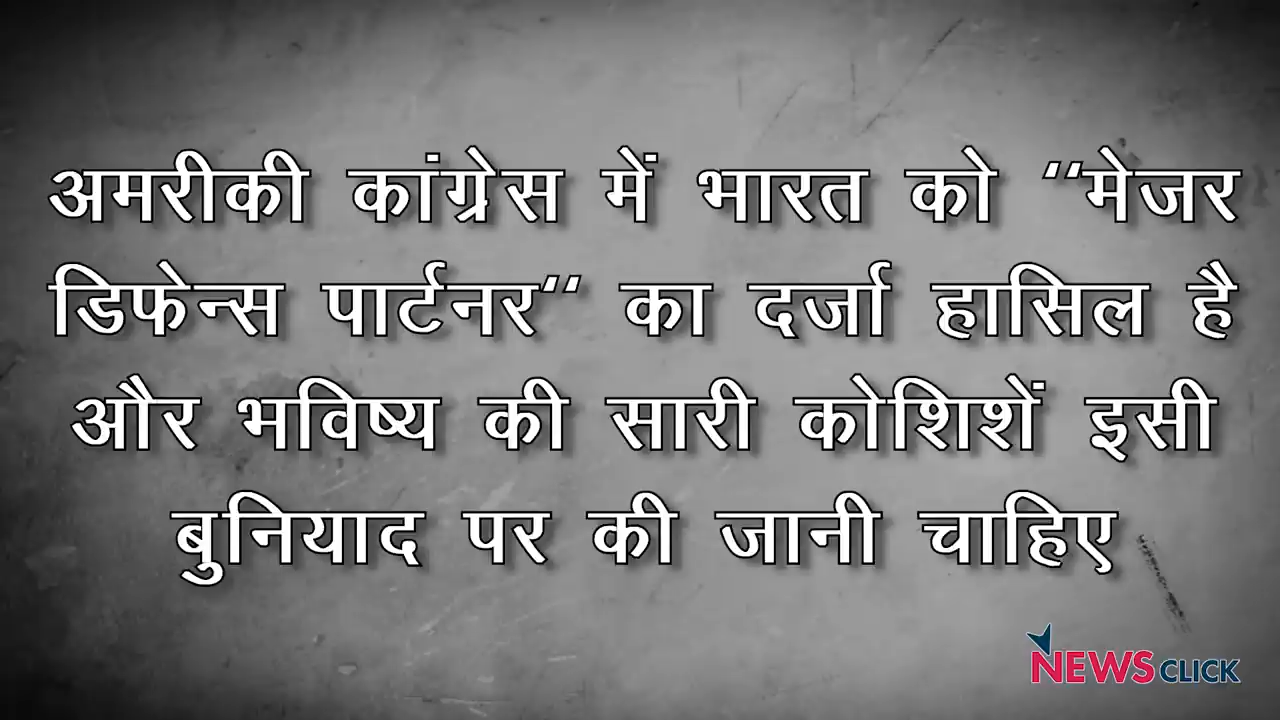 अमरीकी कांग्रेस में भारत को “मेजर
डिफेन्स पार्टनर“ का दर्जा हासिल है
और भविष्य की सारी कोशिशें इसी
बुनियाद पर की जानी चाहिए
NEWSCLICK